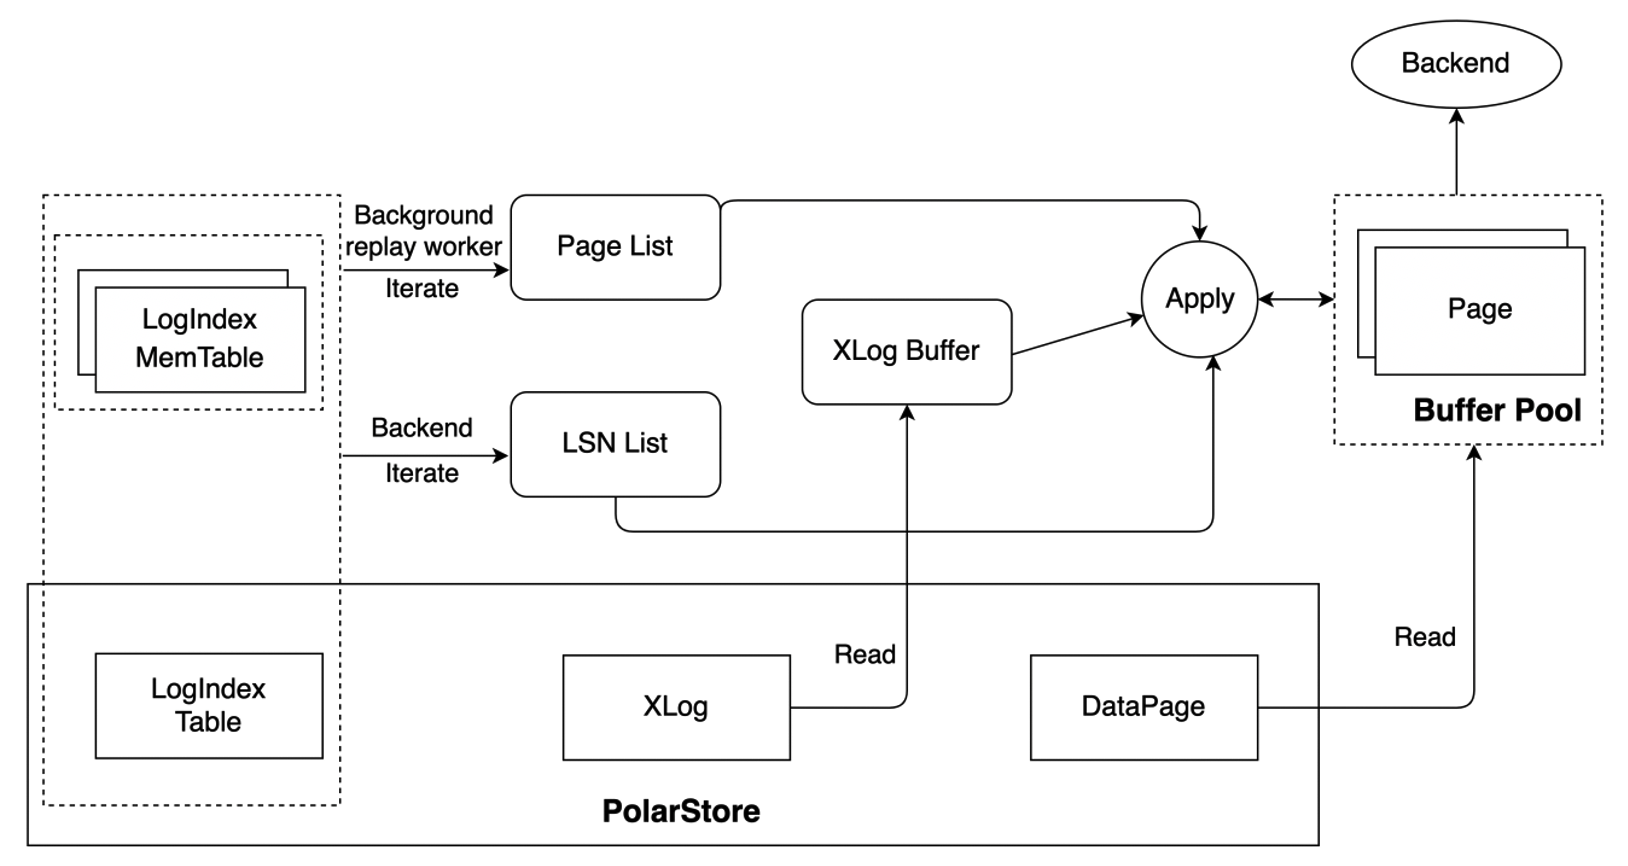 Backend
Background
replay worker
Iterate
Page List
LogIndex
MemTable
XLog Buffer
Apply
Page
Buffer Pool
Backend
Iterate
LSN List
Read
Read
LogIndex
Table
XLog
DataPage
PolarStore